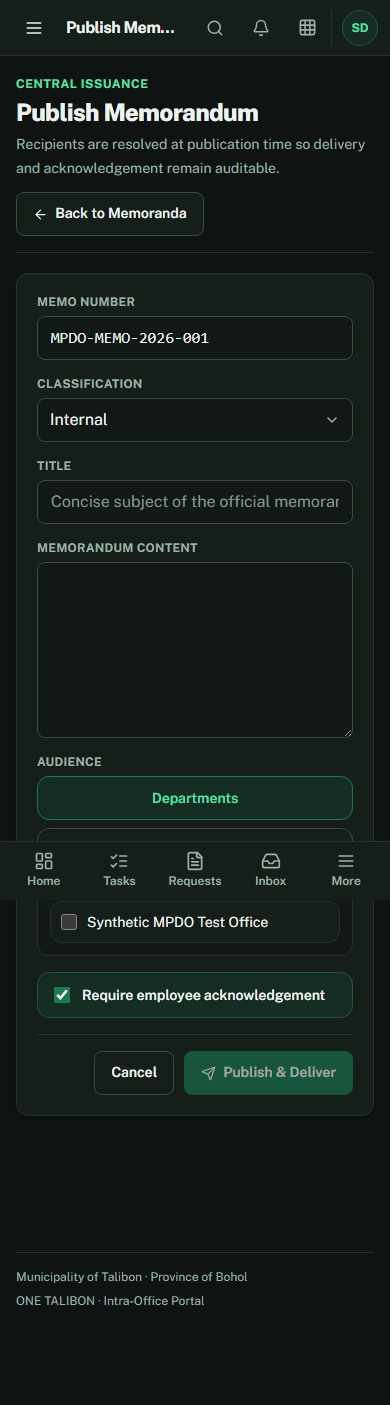 Publish Mem...
SD
CENTRAL ISSUANCE
Publish Memorandum
Recipients are resolved at publication time so delivery
and acknowledgement remain auditable.
← Back to Memoranda
MEMO NUMBER
MPDO-MEMO-2026-001
CLASSIFICATION
Internal
TITLE
Concise subject of the official memorar
MEMORANDUM CONTENT
AUDIENCE
Departments
Home
Tasks
Requests
Inbox
More
Synthetic MPDO Test Office
Require employee acknowledgement
Cancel
Publish & Deliver
Municipality of Talibon · Province of Bohol
ONE TALIBON · Intra-Office Portal